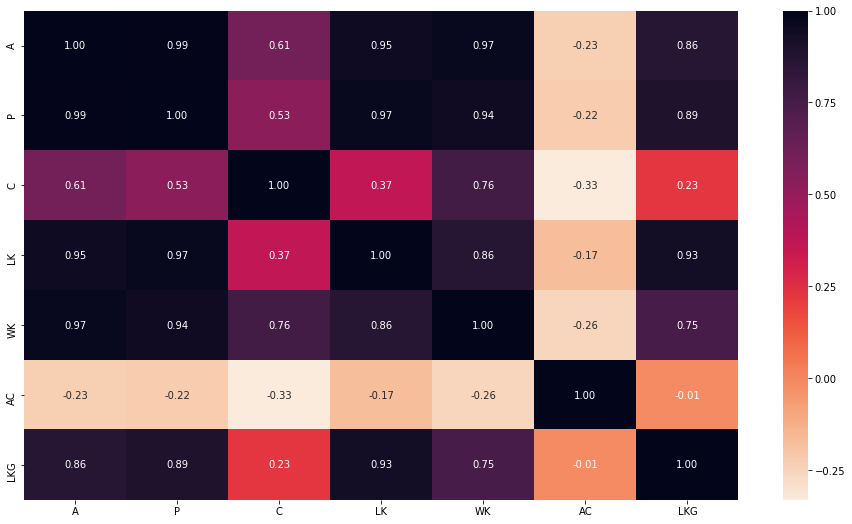 A 1.00 0.99 0.61 0.95 0.97 -0.23 0.86
P 0.99 1.00 0.53 0.97 0.94 -0.22 0.89
C 0.61 0.53 1.00 0.37 0.76 -0.33 0.23
LK 0.95 0.97 0.37 1.00 0.86 -0.17 0.93
WK 0.97 0.94 0.76 0.86 1.00 -0.26 0.75
AC -0.23 -0.22 -0.33 -0.17 -0.26 1.00 -0.01
LKG 0.86 0.89 0.23 0.93 0.75 -0.01 1.00
A P C LK WK AC LKG
1.00
0.75
0.50
0.25
0.00
−0.25